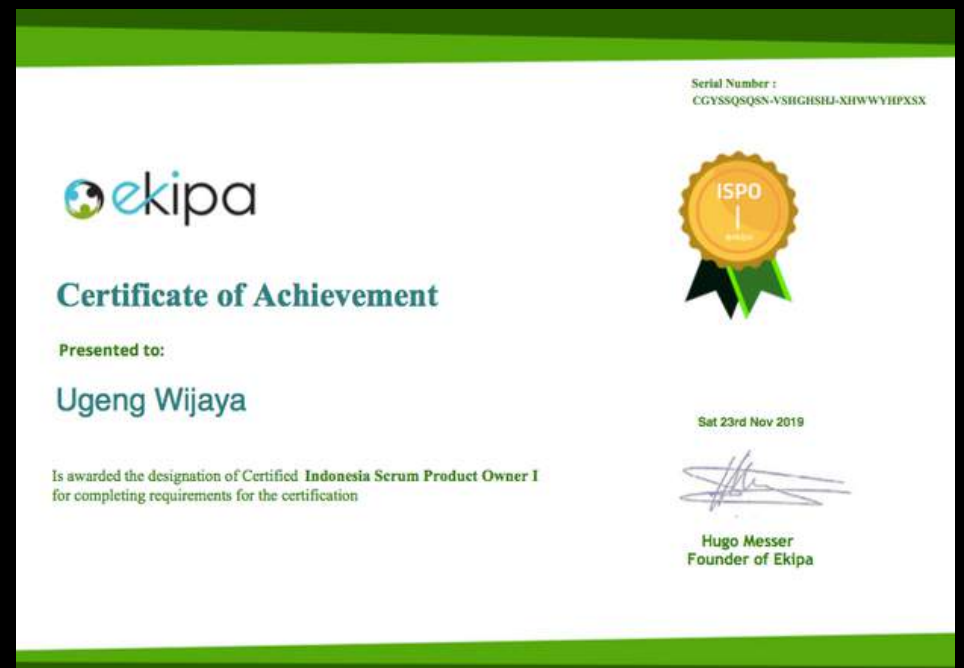 Serial Number :
CGYSSQSQSN-VSHGHSHJ-XHWWYHPXSX
ekipa
ISPO
I
Certificate of Achievement
Presented to:
Ugeng Wijaya
Sat 23rd Nov 2019
Is awarded the designation of Certified Indonesia Scrum Product Owner I
for completing requirements for the certification
Hugo Messer
Founder of Ekipa